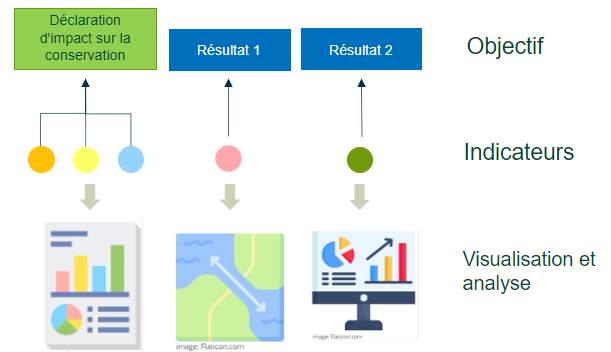 Déclaration
d'impact sur la
conservation
Résultat 1
Résultat 2
Objectif
Indicateurs
Visualisation et
analyse
image: Flaticon.com
image: Flaticon.com